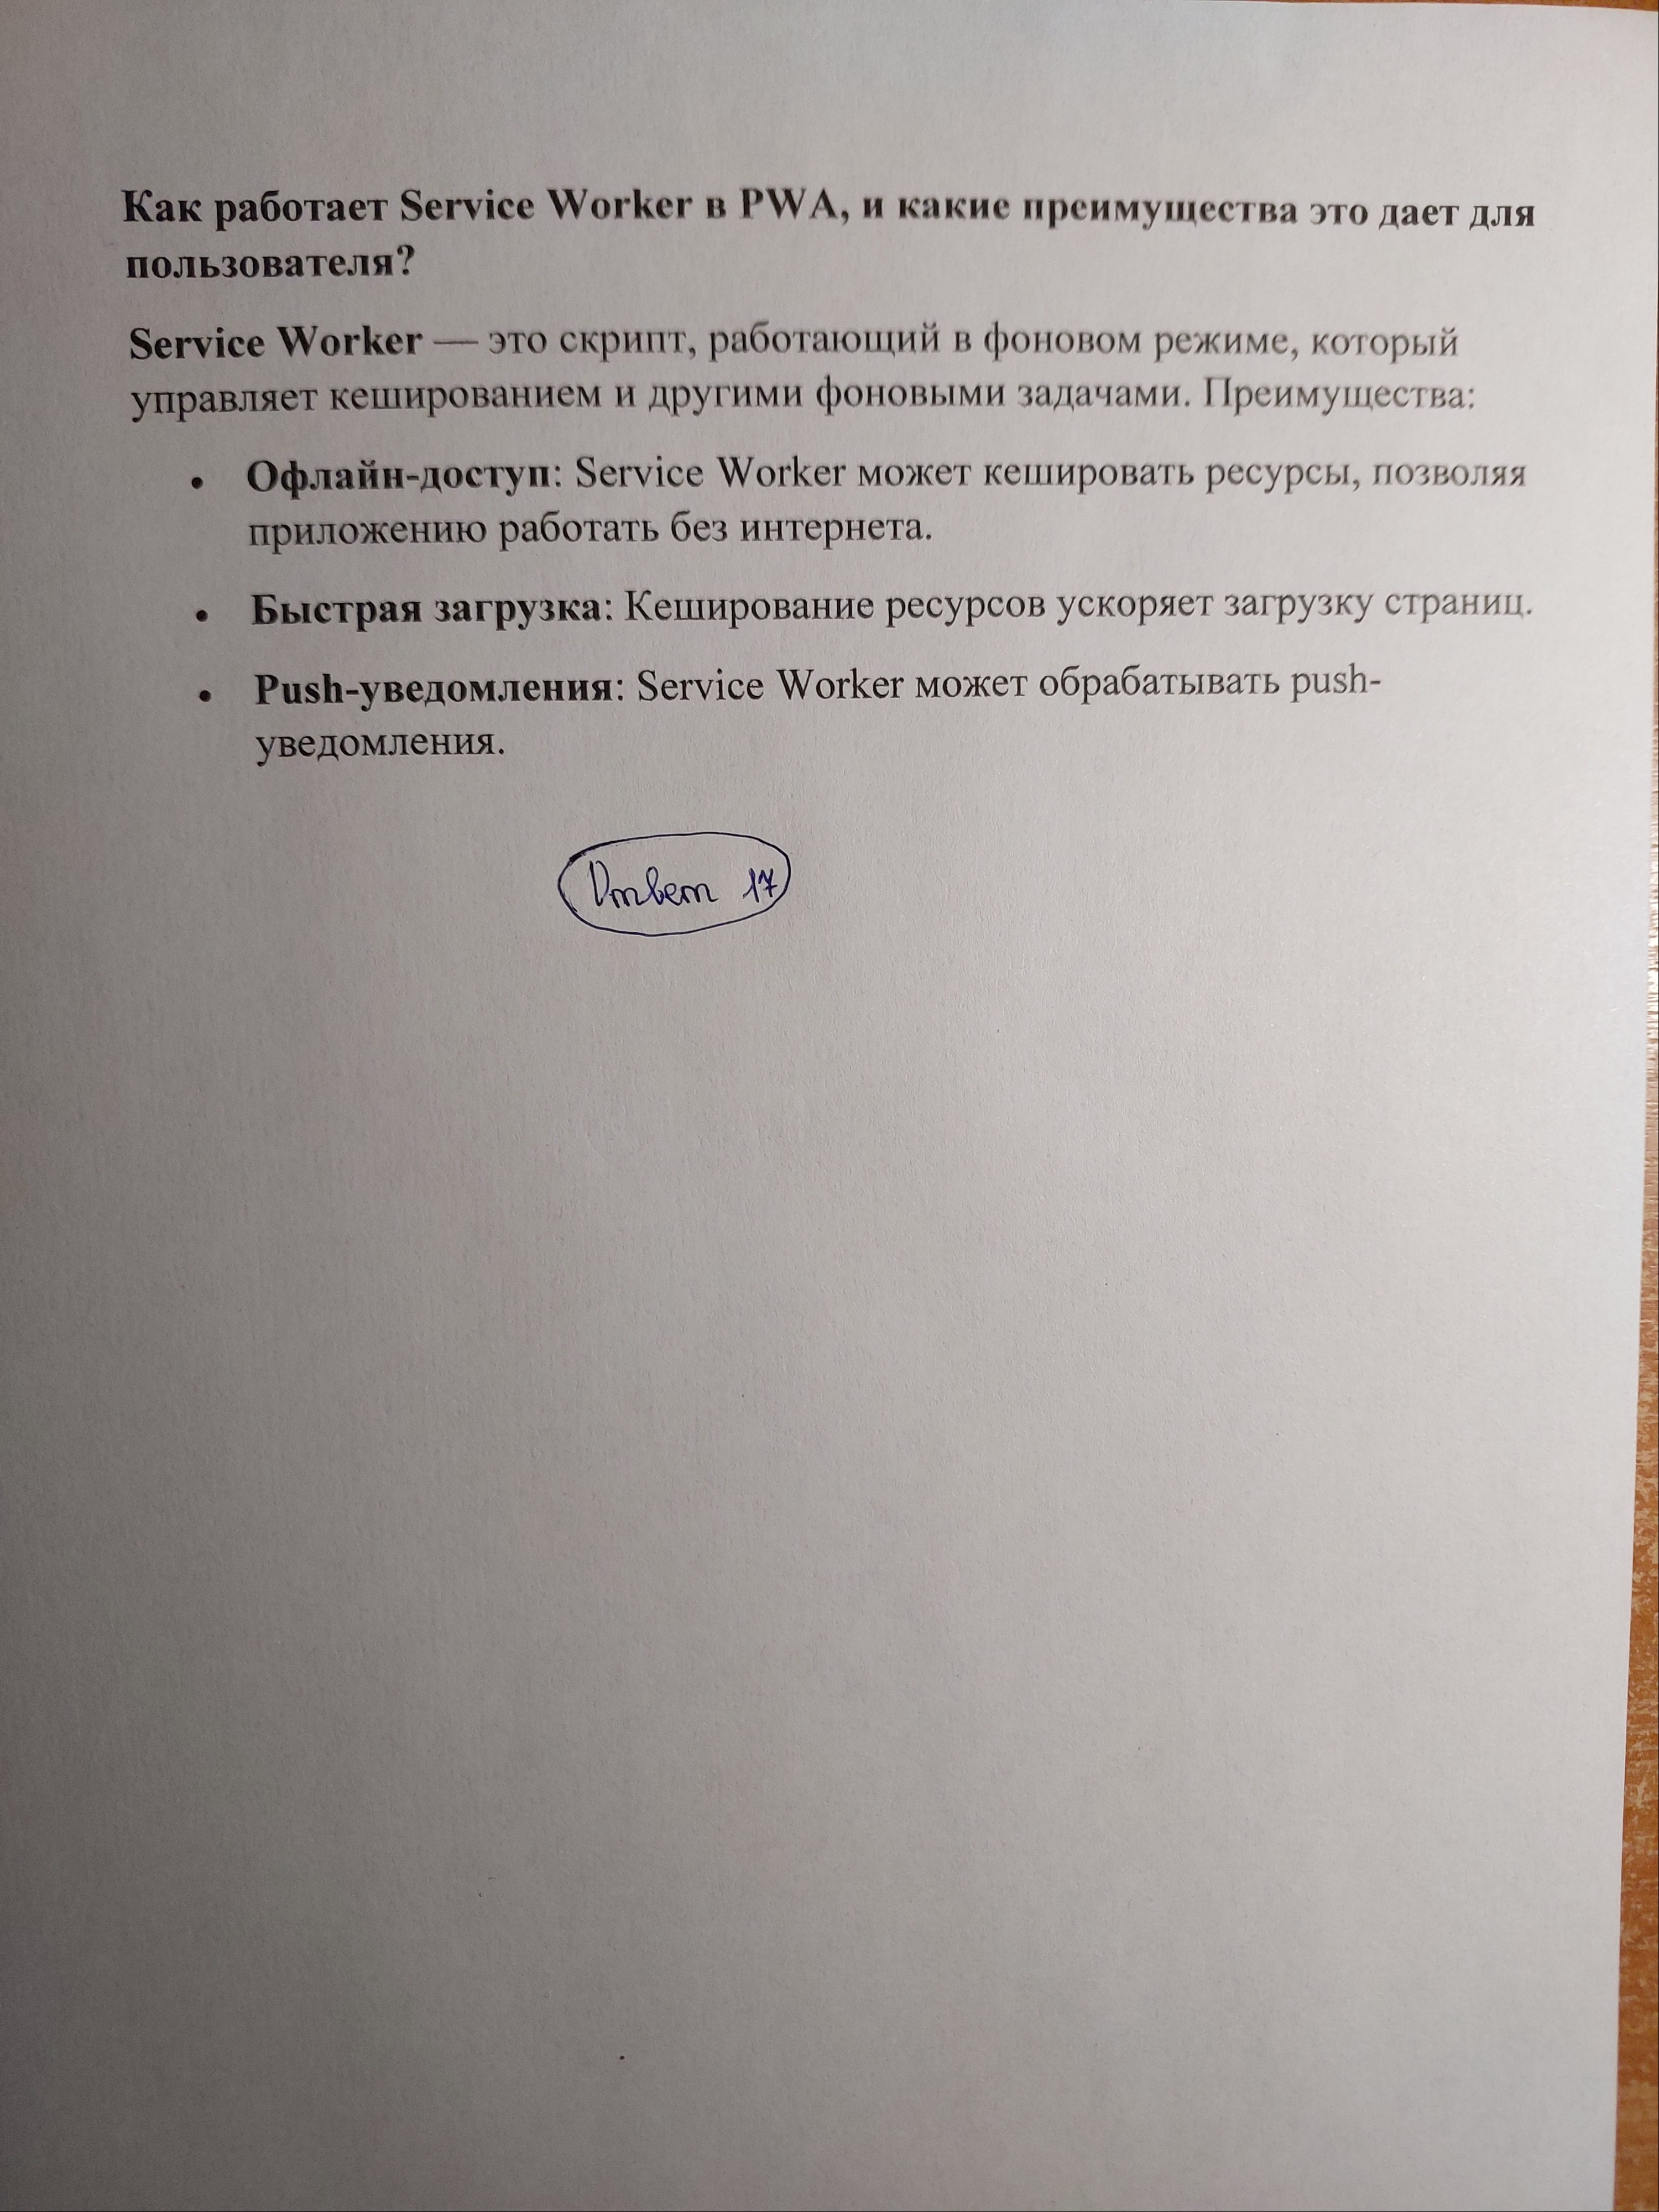 Как работает Service Worker в PWA, и какие преимущества это дает для
пользователя?
Service Worker — это скрипт, работающий в фоновом режиме, который
управляет кешированием и другими фоновыми задачами. Преимущества:
• Офлайн-доступ: Service Worker может кешировать ресурсы, позволяя
приложению работать без интернета.
• Быстрая загрузка: Кеширование ресурсов ускоряет загрузку страниц.
• Push-уведомления: Service Worker может обрабатывать push-
уведомления.
Ответ 17